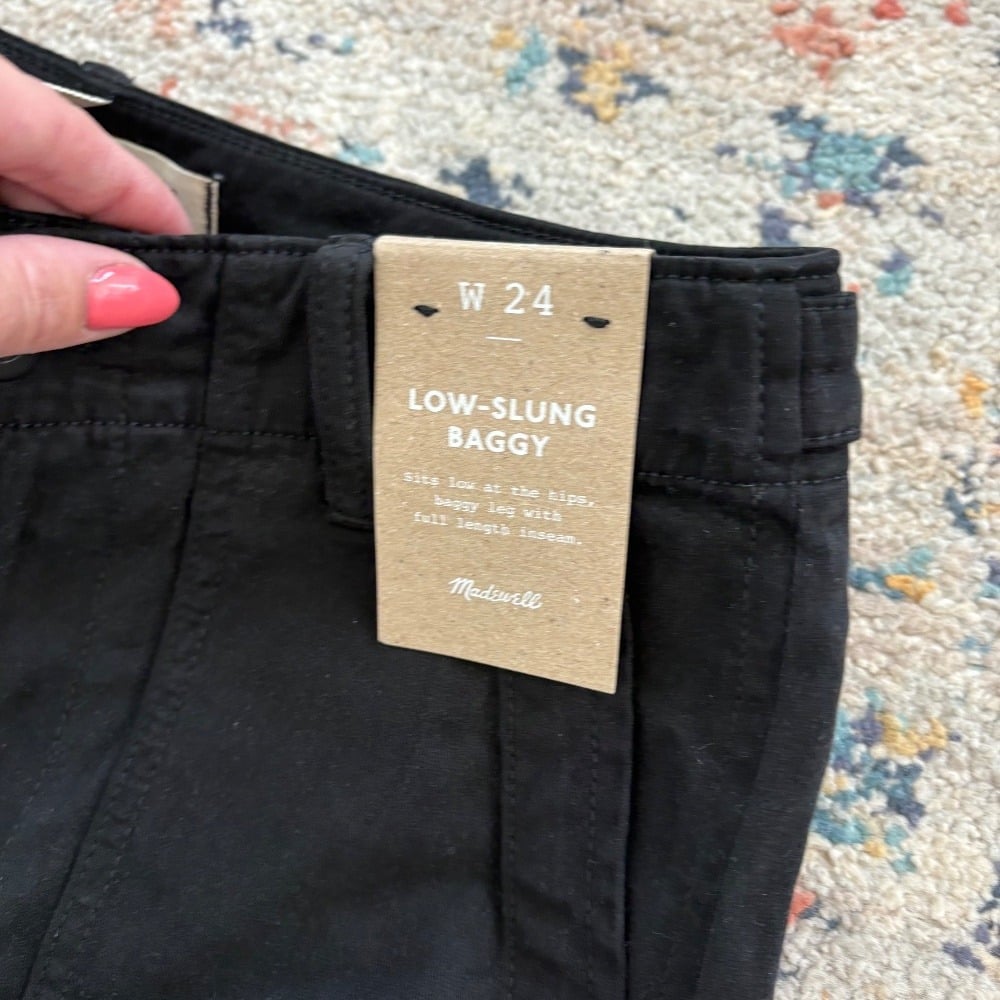 W 24
LOW-SLUNG
BAGGY
Sits low at the hips,
baggy leg with
full length inseam.
Madewell